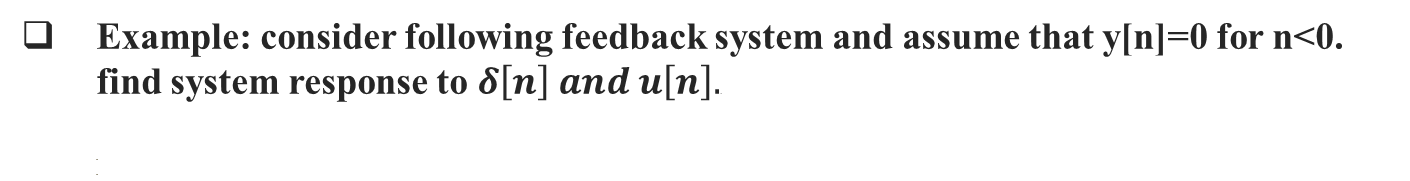 ❑ Example: consider following feedback system and assume that y[n]=0 for n<0.
find system response to δ[n] and u[n].